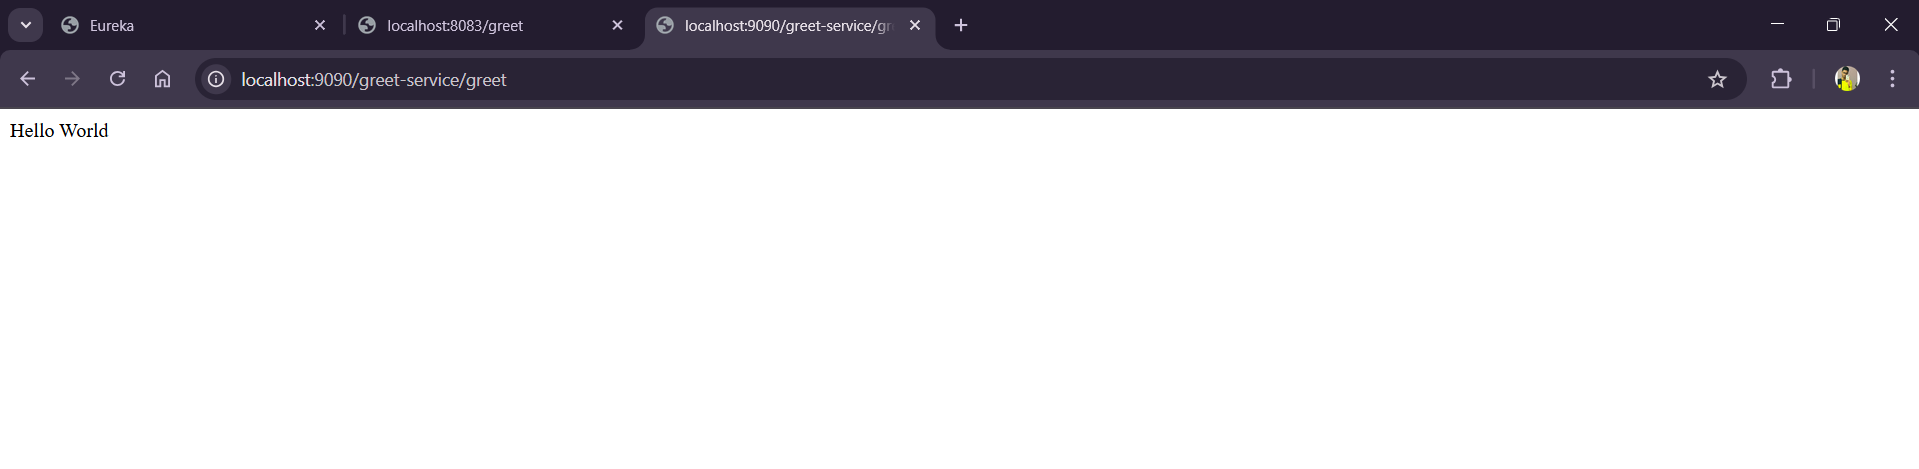 Eureka
localhost:8083/greet
localhost:9090/greet-service/gr
localhost:9090/greet-service/greet
Hello World